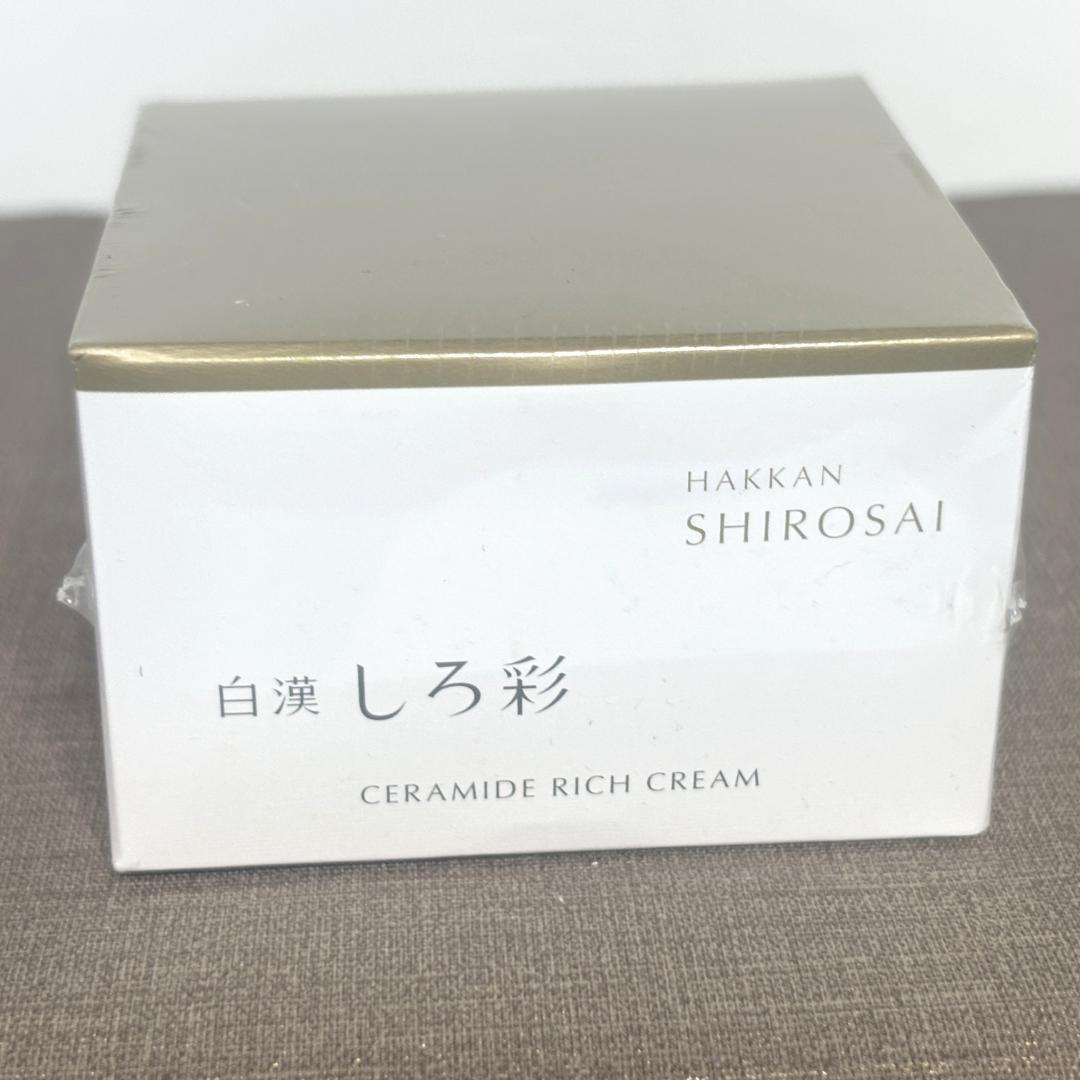 HAKKAN
SHIROSAI
白漢 しろ彩
CERAMIDE RICH CREAM